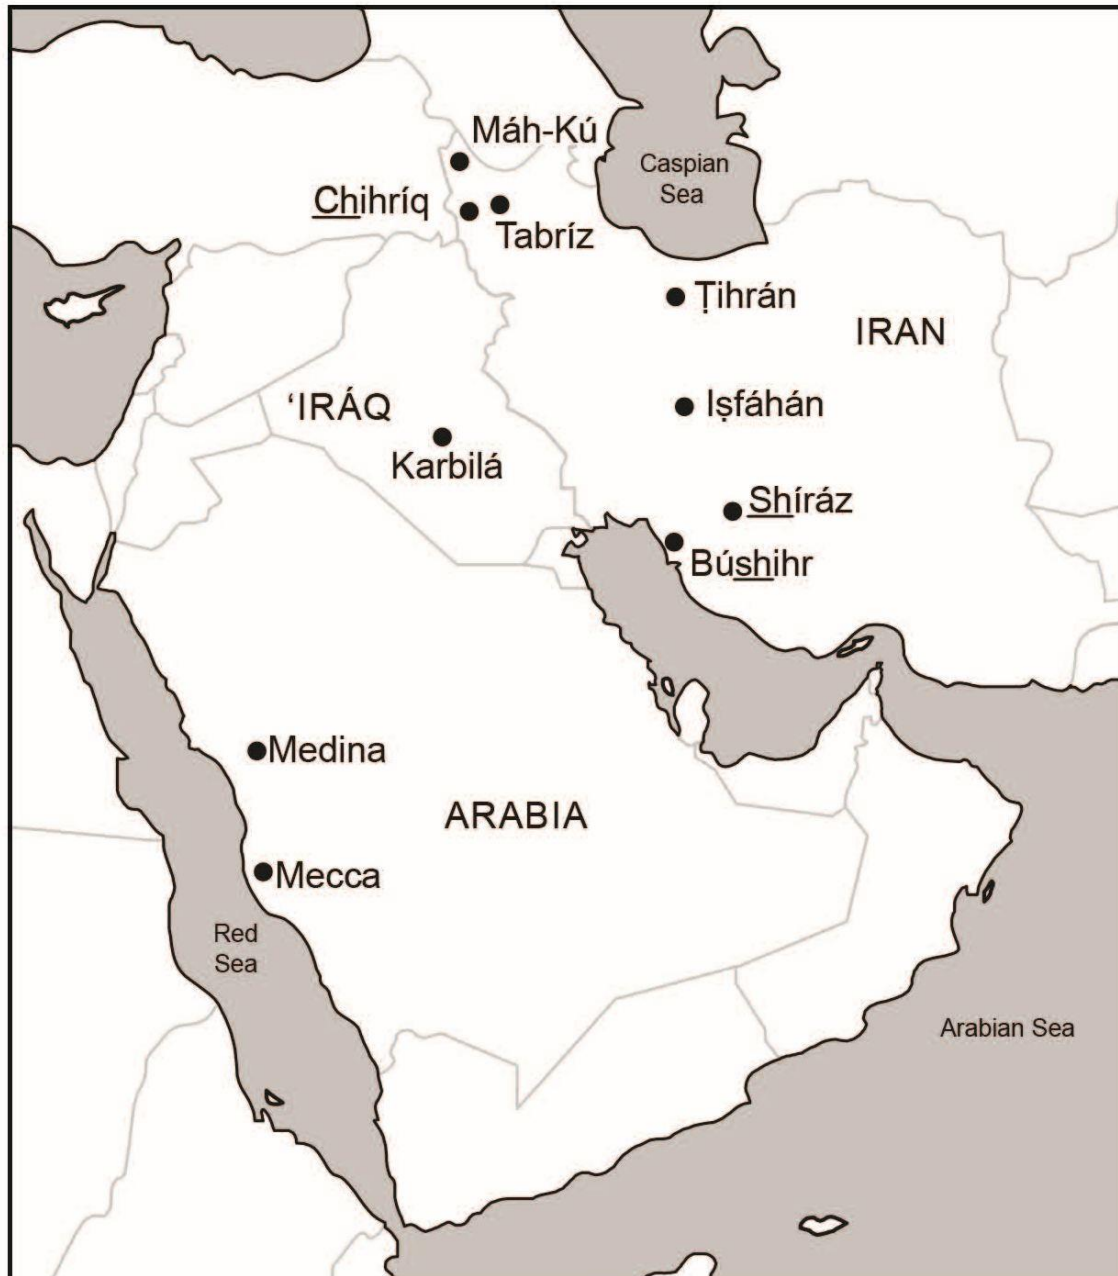 Máh-Kú
Caspian
Sea
Chihríq
Tabríz
Ṭihrán
IRAN
‘IRÁQ
Iṣfáhán
Karbilá
Shíráz
Búshihr
Medina
ARABIA
Mecca
Red
Sea
Arabian Sea